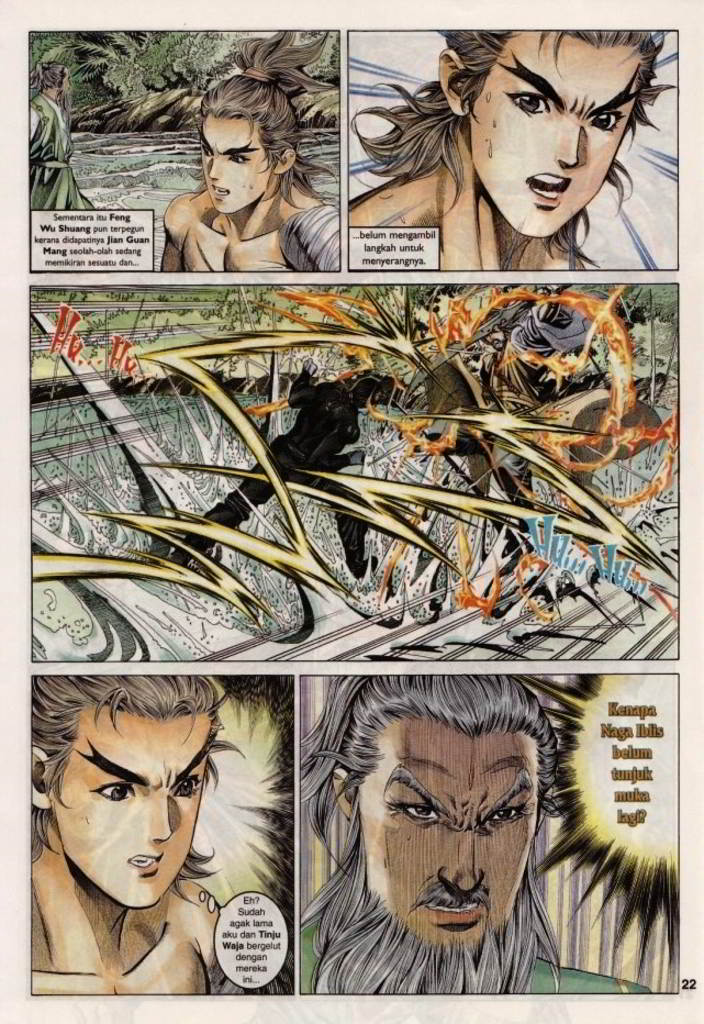 Sementara itu Feng
Wu Shuang pun terpegun
kerana didapatinya Jian Guan
Mang seolah-olah sedang
memikiran sesuatu dan...
...belum mengambil
langkah untuk
menyerangnya.
Hu... Hu
Hu... Hu...
Eh?
Sudah
agak lama
aku dan Tinju
Waja bergelut
dengan
mereka
ini...
Kenapa
Naga Iblis
belum
tunjuk
muka
lagi?
22